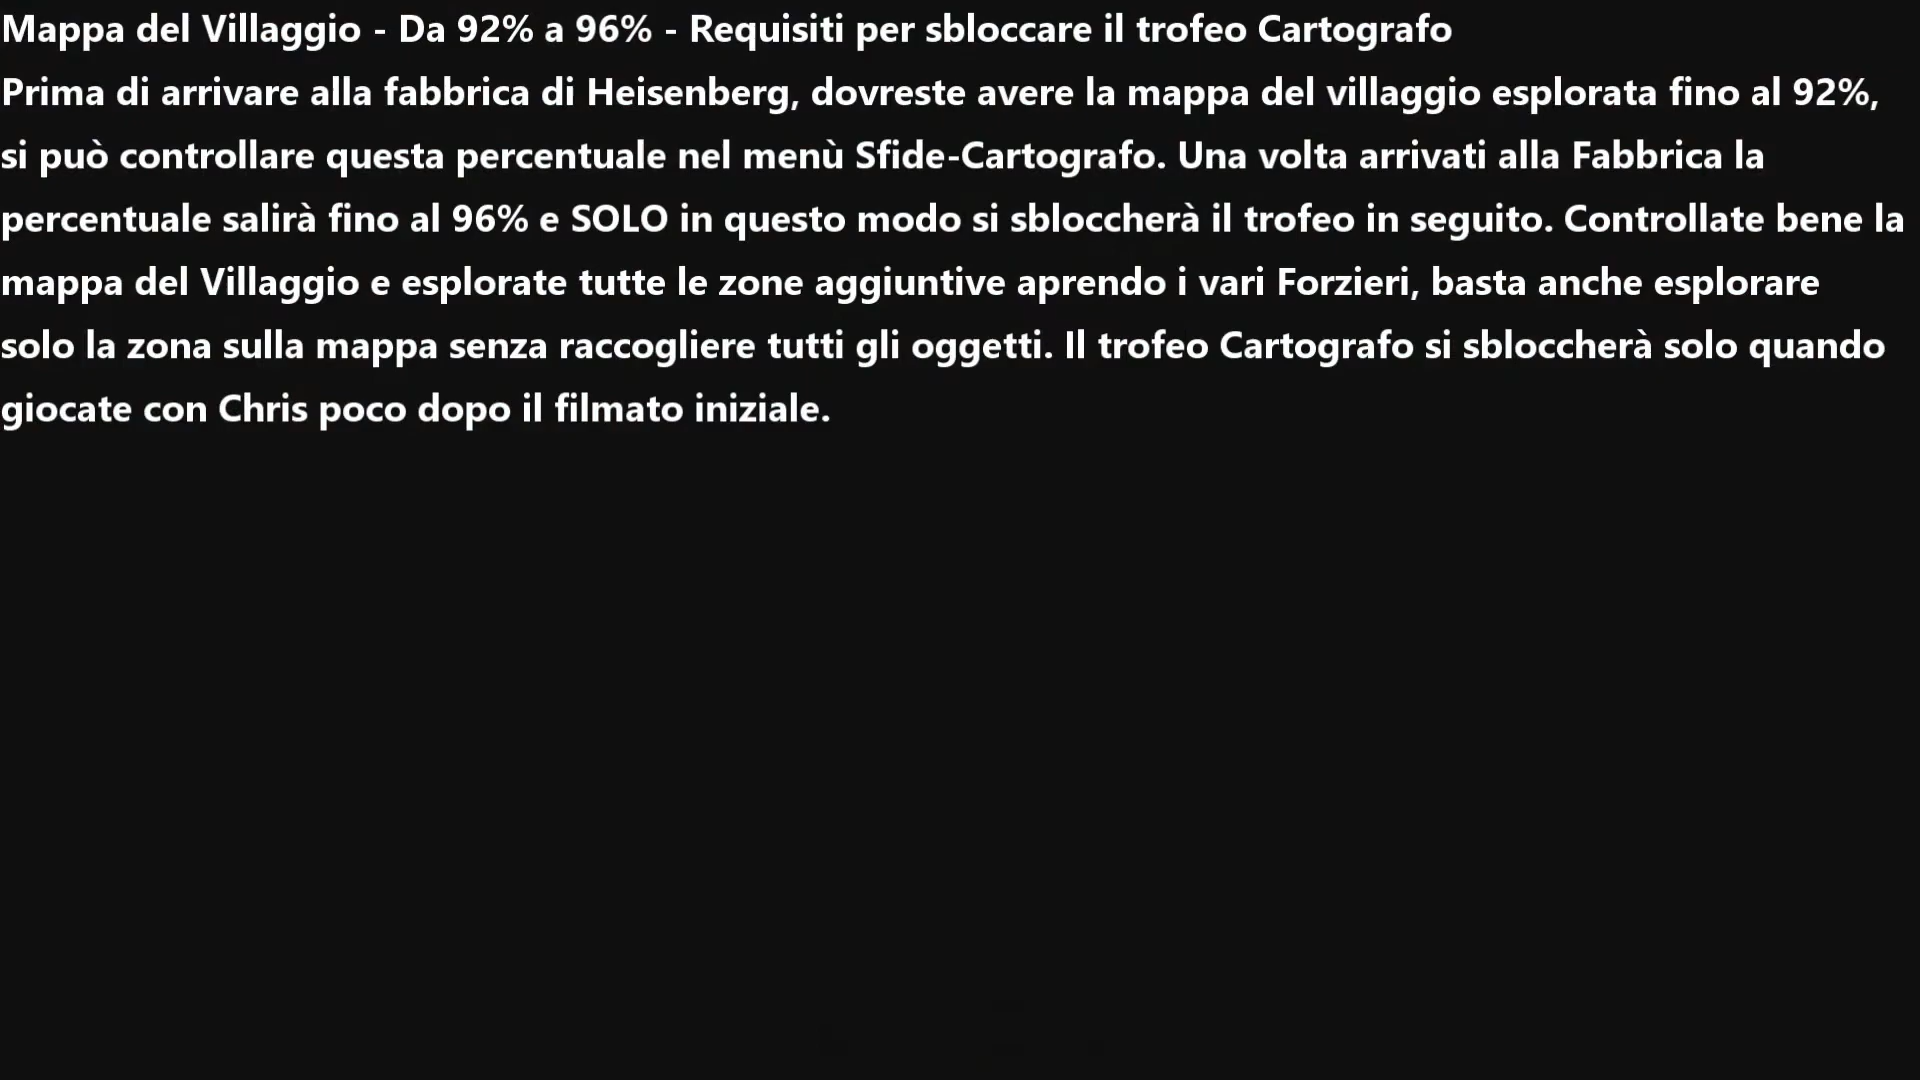 Mappa del Villaggio - Da 92% a 96% - Requisiti per sbloccare il trofeo Cartografo
Prima di arrivare alla fabbrica di Heisenberg, dovreste avere la mappa del villaggio esplorata fino al 92%,
si può controllare questa percentuale nel menù Sfide-Cartografo. Una volta arrivati alla Fabbrica la
percentuale salirà fino al 96% e SOLO in questo modo si sbloccherà il trofeo in seguito. Controllate bene la
mappa del Villaggio e esplorate tutte le zone aggiuntive aprendo i vari Forzieri, basta anche esplorare
solo la zona sulla mappa senza raccogliere tutti gli oggetti. Il trofeo Cartografo si sbloccherà solo quando
giocate con Chris poco dopo il filmato iniziale.